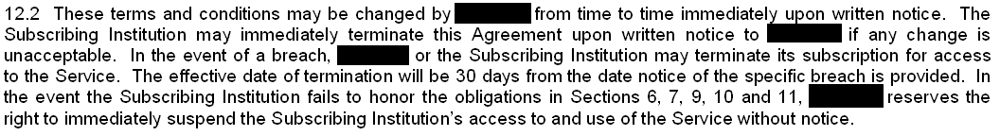 12.2 These terms and conditions may be changed by from time to time immediately upon written notice. The
Subscribing Institution may immediately terminate this Agreement upon written notice to if any change is
unacceptable. In the event of a breach, or the Subscribing Institution may terminate its subscription for access
to the Service. The effective date of termination will be 30 days from the date notice of the specific breach is provided. In
the event the Subscribing Institution fails to honor the obligations in Sections 6, 7, 9, 10 and 11, reserves the
right to immediately suspend the Subscribing Institution's access to and use of the Service without notice.